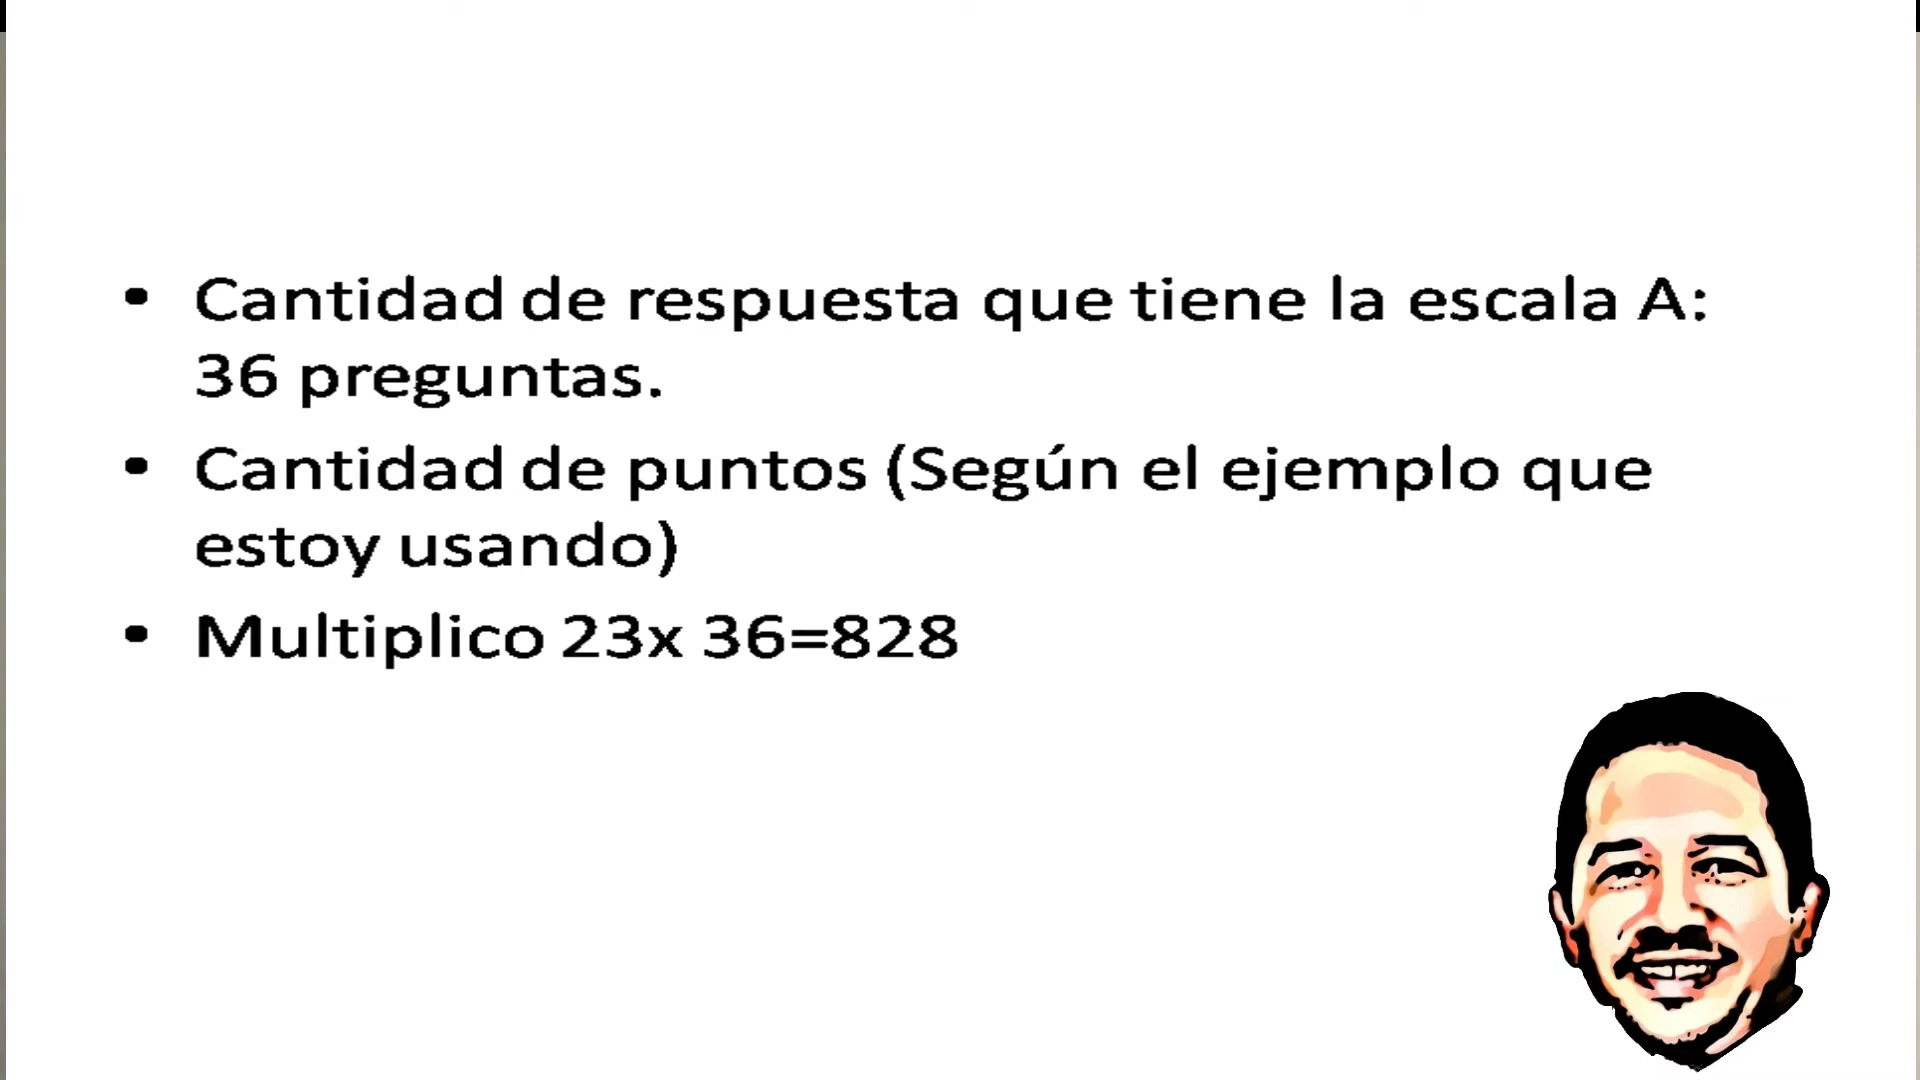 • Cantidad de respuesta que tiene la escala A:
36 preguntas.
• Cantidad de puntos (Según el ejemplo que
estoy usando)
• Multiplico 23x 36=828